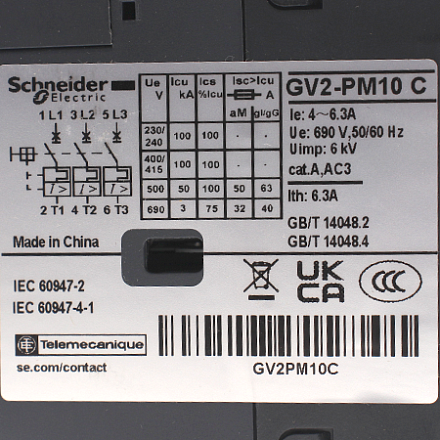 Schneider
Electric
1 L1 3 L2 5 L3
I> I> I>
2 T1 4 T2 6 T3
Ue V Icu kA Ics %Icu Isc>Icu A
aM gI/gG
230/240 100 100 - -
400/415 100 100 - -
500 50 100 50 63
690 3 75 32 40
GV2-PM10 C
Ie: 4~6.3A
Ue: 690 V,50/60 Hz
Uimp: 6 kV
cat.A,AC3
Ith: 6.3A
GB/T 14048.2
GB/T 14048.4
Made in China
IEC 60947-2
IEC 60947-4-1
UK
CA
CCC
Telemecanique
se.com/contact
GV2PM10C